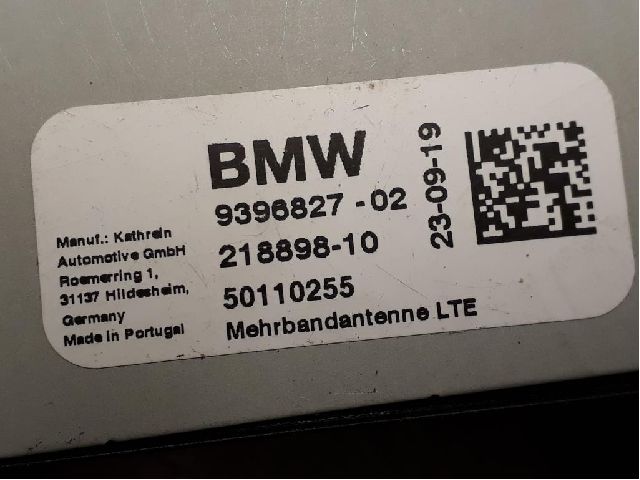 BMW
9396827-02
218898-10
50110255
Mehrbandantenne LTE
23-09-19
Manuf.: Kathrein
Automotive GmbH
Roemerring 1,
31137 Hildesheim,
Germany
Made in Portugal